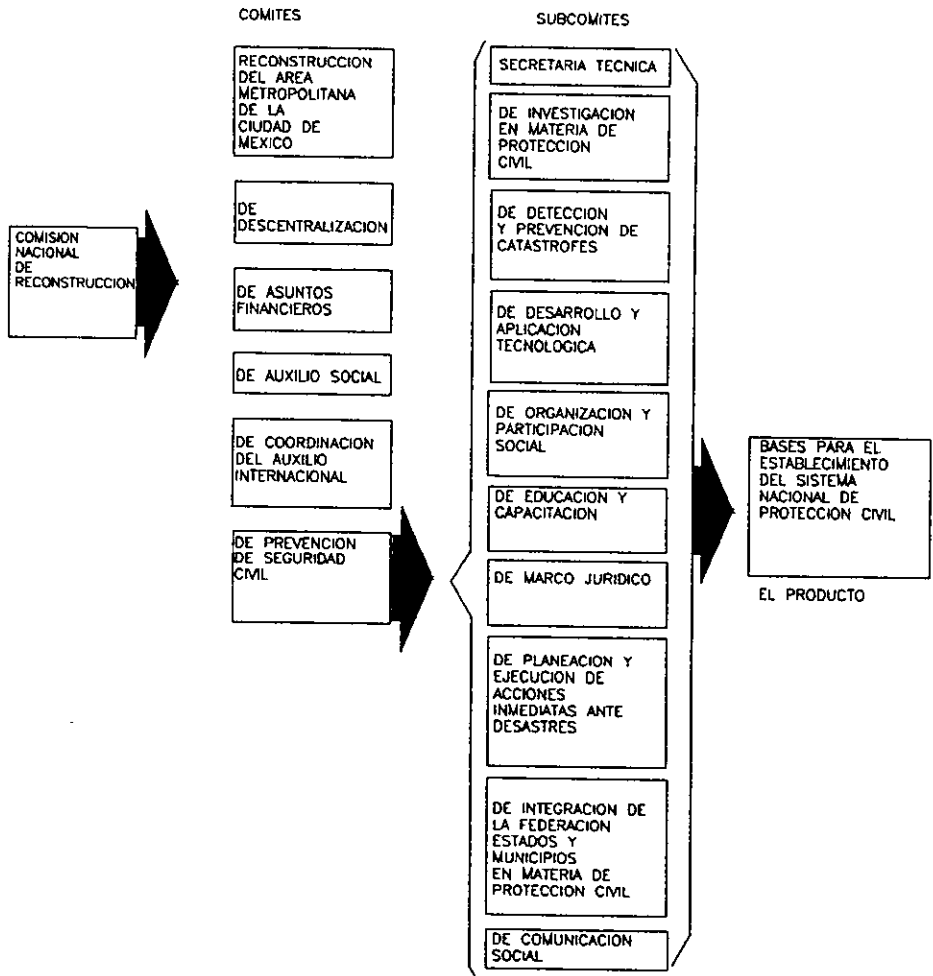 COMITES
SUBCOMITES
COMISION
NACIONAL
DE
RECONSTRUCCION
RECONSTRUCCION
DEL AREA
METROPOLITANA
DE LA
CIUDAD DE
MEXICO
DE
DESCENTRALIZACION
DE ASUNTOS
FINANCIEROS
DE AUXILIO SOCIAL
DE COORDINACION
DEL AUXILIO
INTERNACIONAL
DE PREVENCION
DE SEGURIDAD
CIVIL
SECRETARIA TECNICA
DE INVESTIGACION
EN MATERIA DE
PROTECCION
CIVIL
DE DETECCION
Y PREVENCION DE
CATASTROFES
DE DESARROLLO Y
APLICACION
TECNOLOGICA
DE ORGANIZACION Y
PARTICIPACION
SOCIAL
DE EDUCACION Y
CAPACITACION
DE MARCO JURIDICO
DE PLANEACION Y
EJECUCION DE
ACCIONES
INMEDIATAS ANTE
DESASTRES
DE INTEGRACION DE
LA FEDERACION
ESTADOS Y
MUNICIPIOS
EN MATERIA DE
PROTECCION CIVIL
DE COMUNICACION
SOCIAL
BASES PARA EL
ESTABLECIMIENTO
DEL SISTEMA
NACIONAL DE
PROTECCION CIVIL
EL PRODUCTO